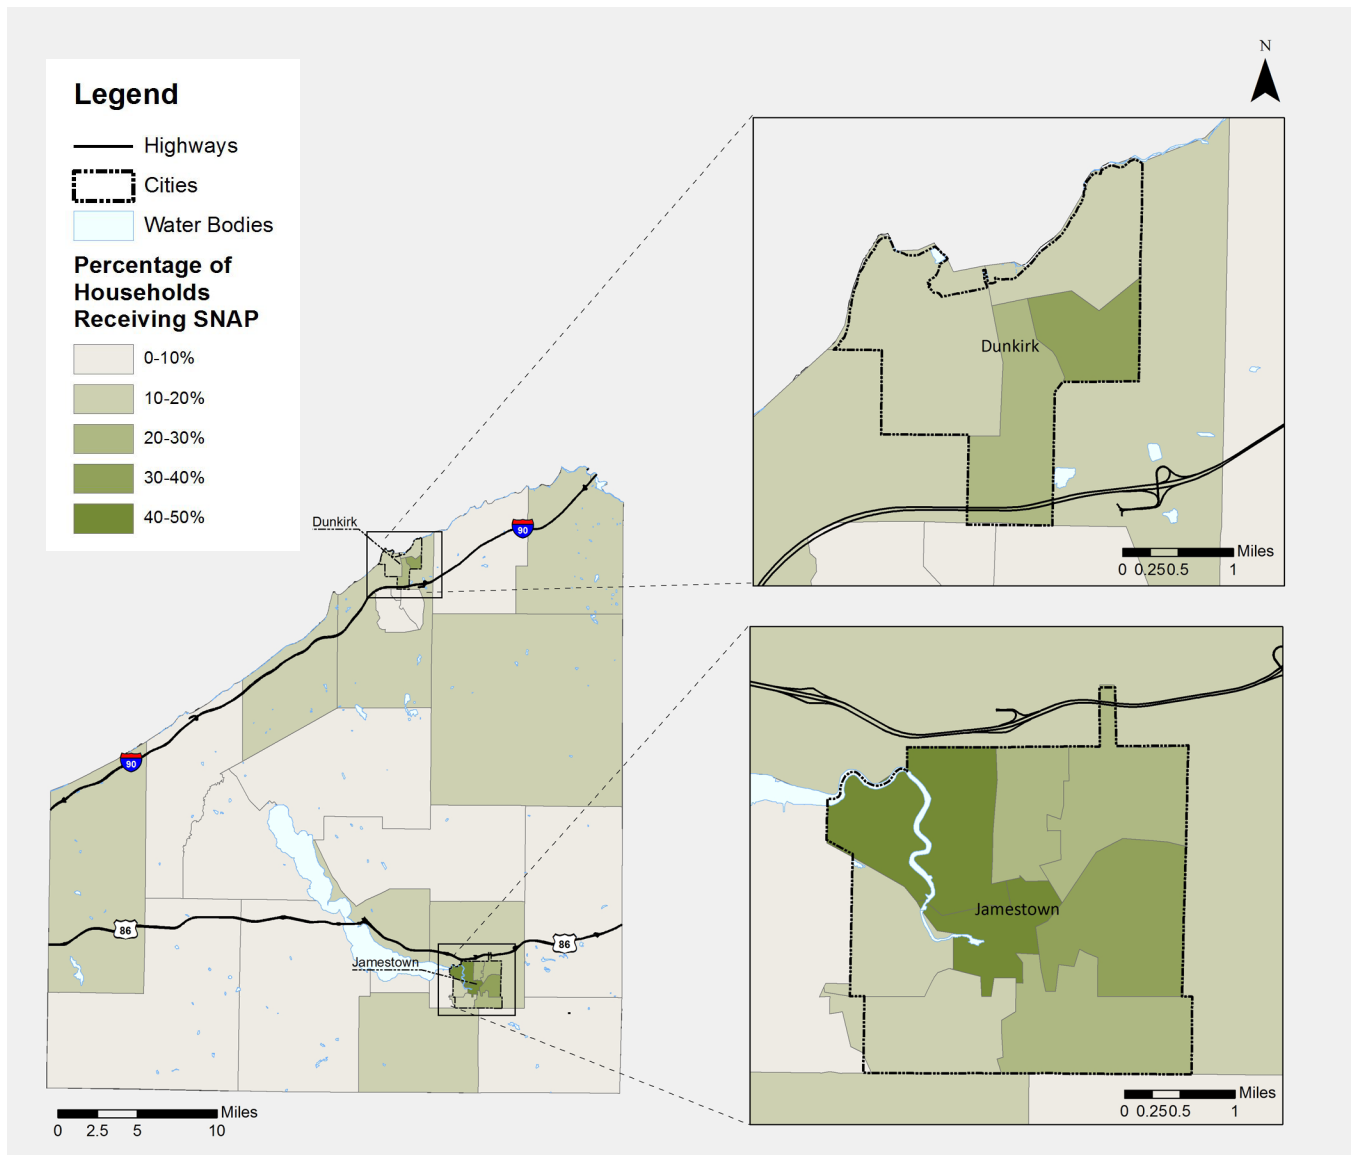 Legend
Highways
Cities
Water Bodies
Percentage of
Households
Receiving SNAP
0-10%
10-20%
20-30%
30-40%
40-50%
N
Dunkirk
Miles
0 0.25 0.5 1
Dunkirk
90
90
86
86
Jamestown
Jamestown
Miles
0 0.25 0.5 1
Miles
0 2.5 5 10